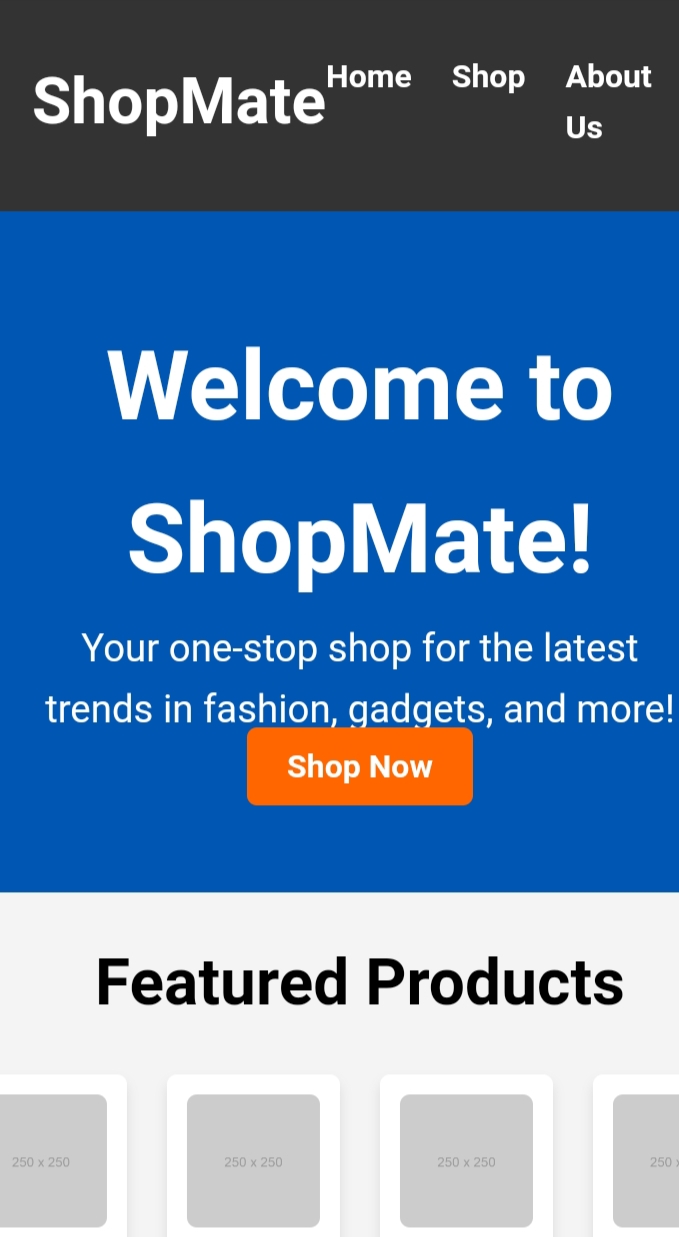 ShopMate
Home Shop About
Us
Welcome to
ShopMate!
Your one-stop shop for the latest
trends in fashion, gadgets, and more!
Shop Now
Featured Products
250 x 250 250 x 250 250 x 250 250